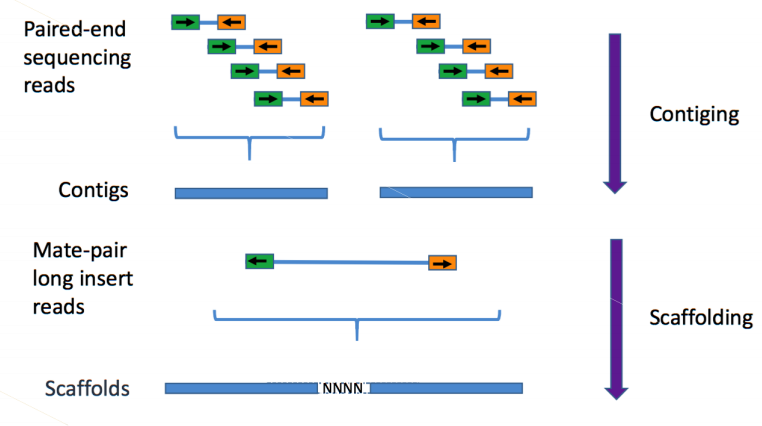 Paired-end
sequencing
reads
Contiging
Contigs
Mate-pair
long insert
reads
Scaffolding
Scaffolds
NNNN